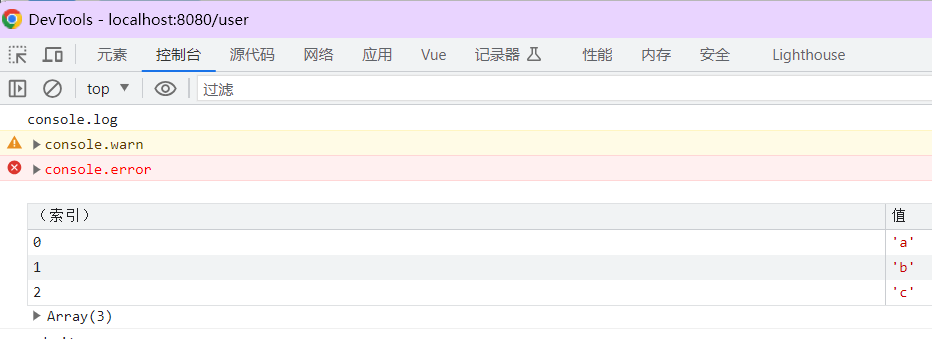 DevTools - localhost:8080/user
元素 控制台 源代码 网络 应用 Vue 记录器 性能 内存 安全 Lighthouse
top 过滤
console.log
console.warn
console.error
（索引） 值
0 'a'
1 'b'
2 'c'
Array(3)